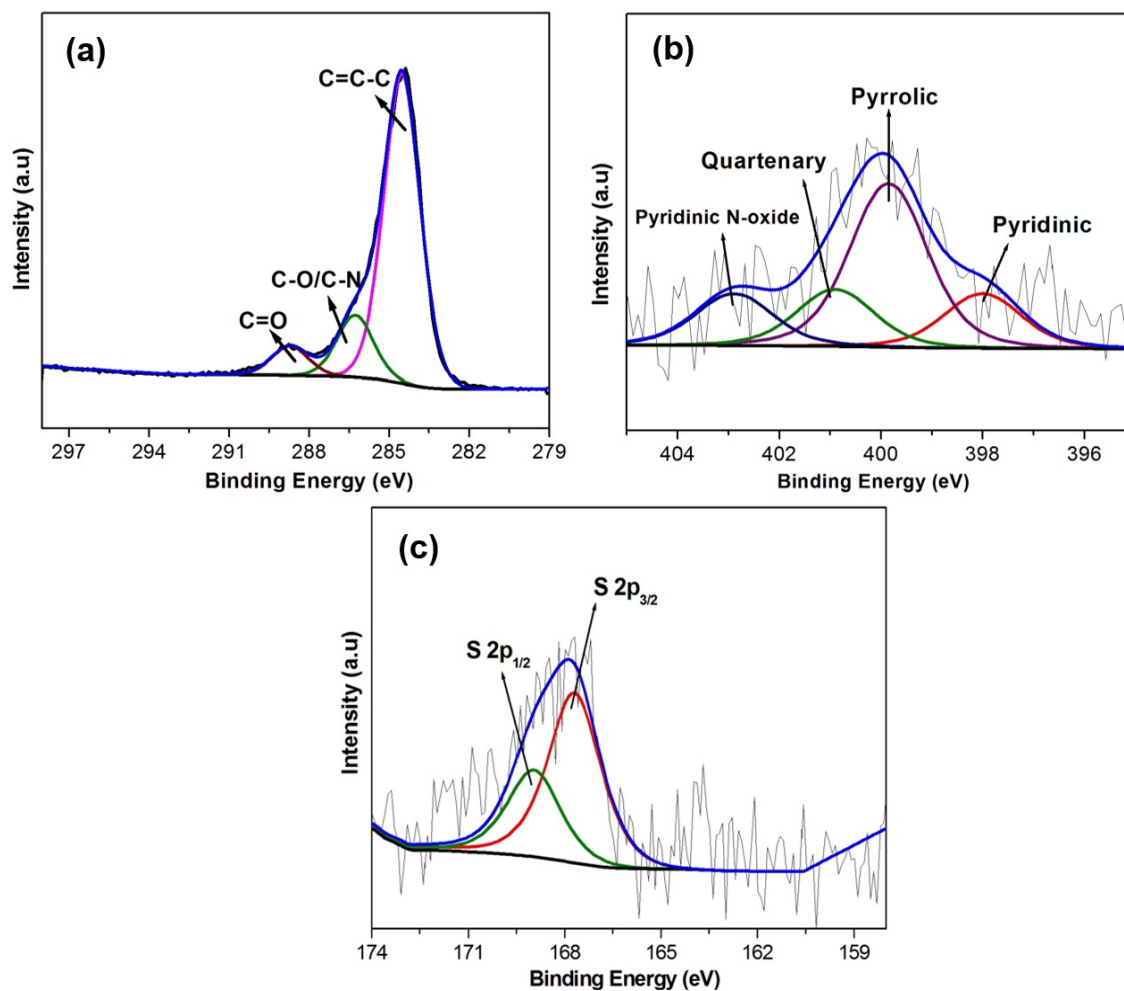 (a)
C=C-C
C-O/C-N
C=O
Intensity (a.u)
297 294 291 288 285 282 279
Binding Energy (eV)
(b)
Pyrrolic
Quartenary
Pyridinic N-oxide
Pyridinic
Intensity (a.u)
404 402 400 398 396
Binding Energy (eV)
(c)
S 2p3/2
S 2p1/2
Intensity (a.u)
174 171 168 165 162 159
Binding Energy (eV)